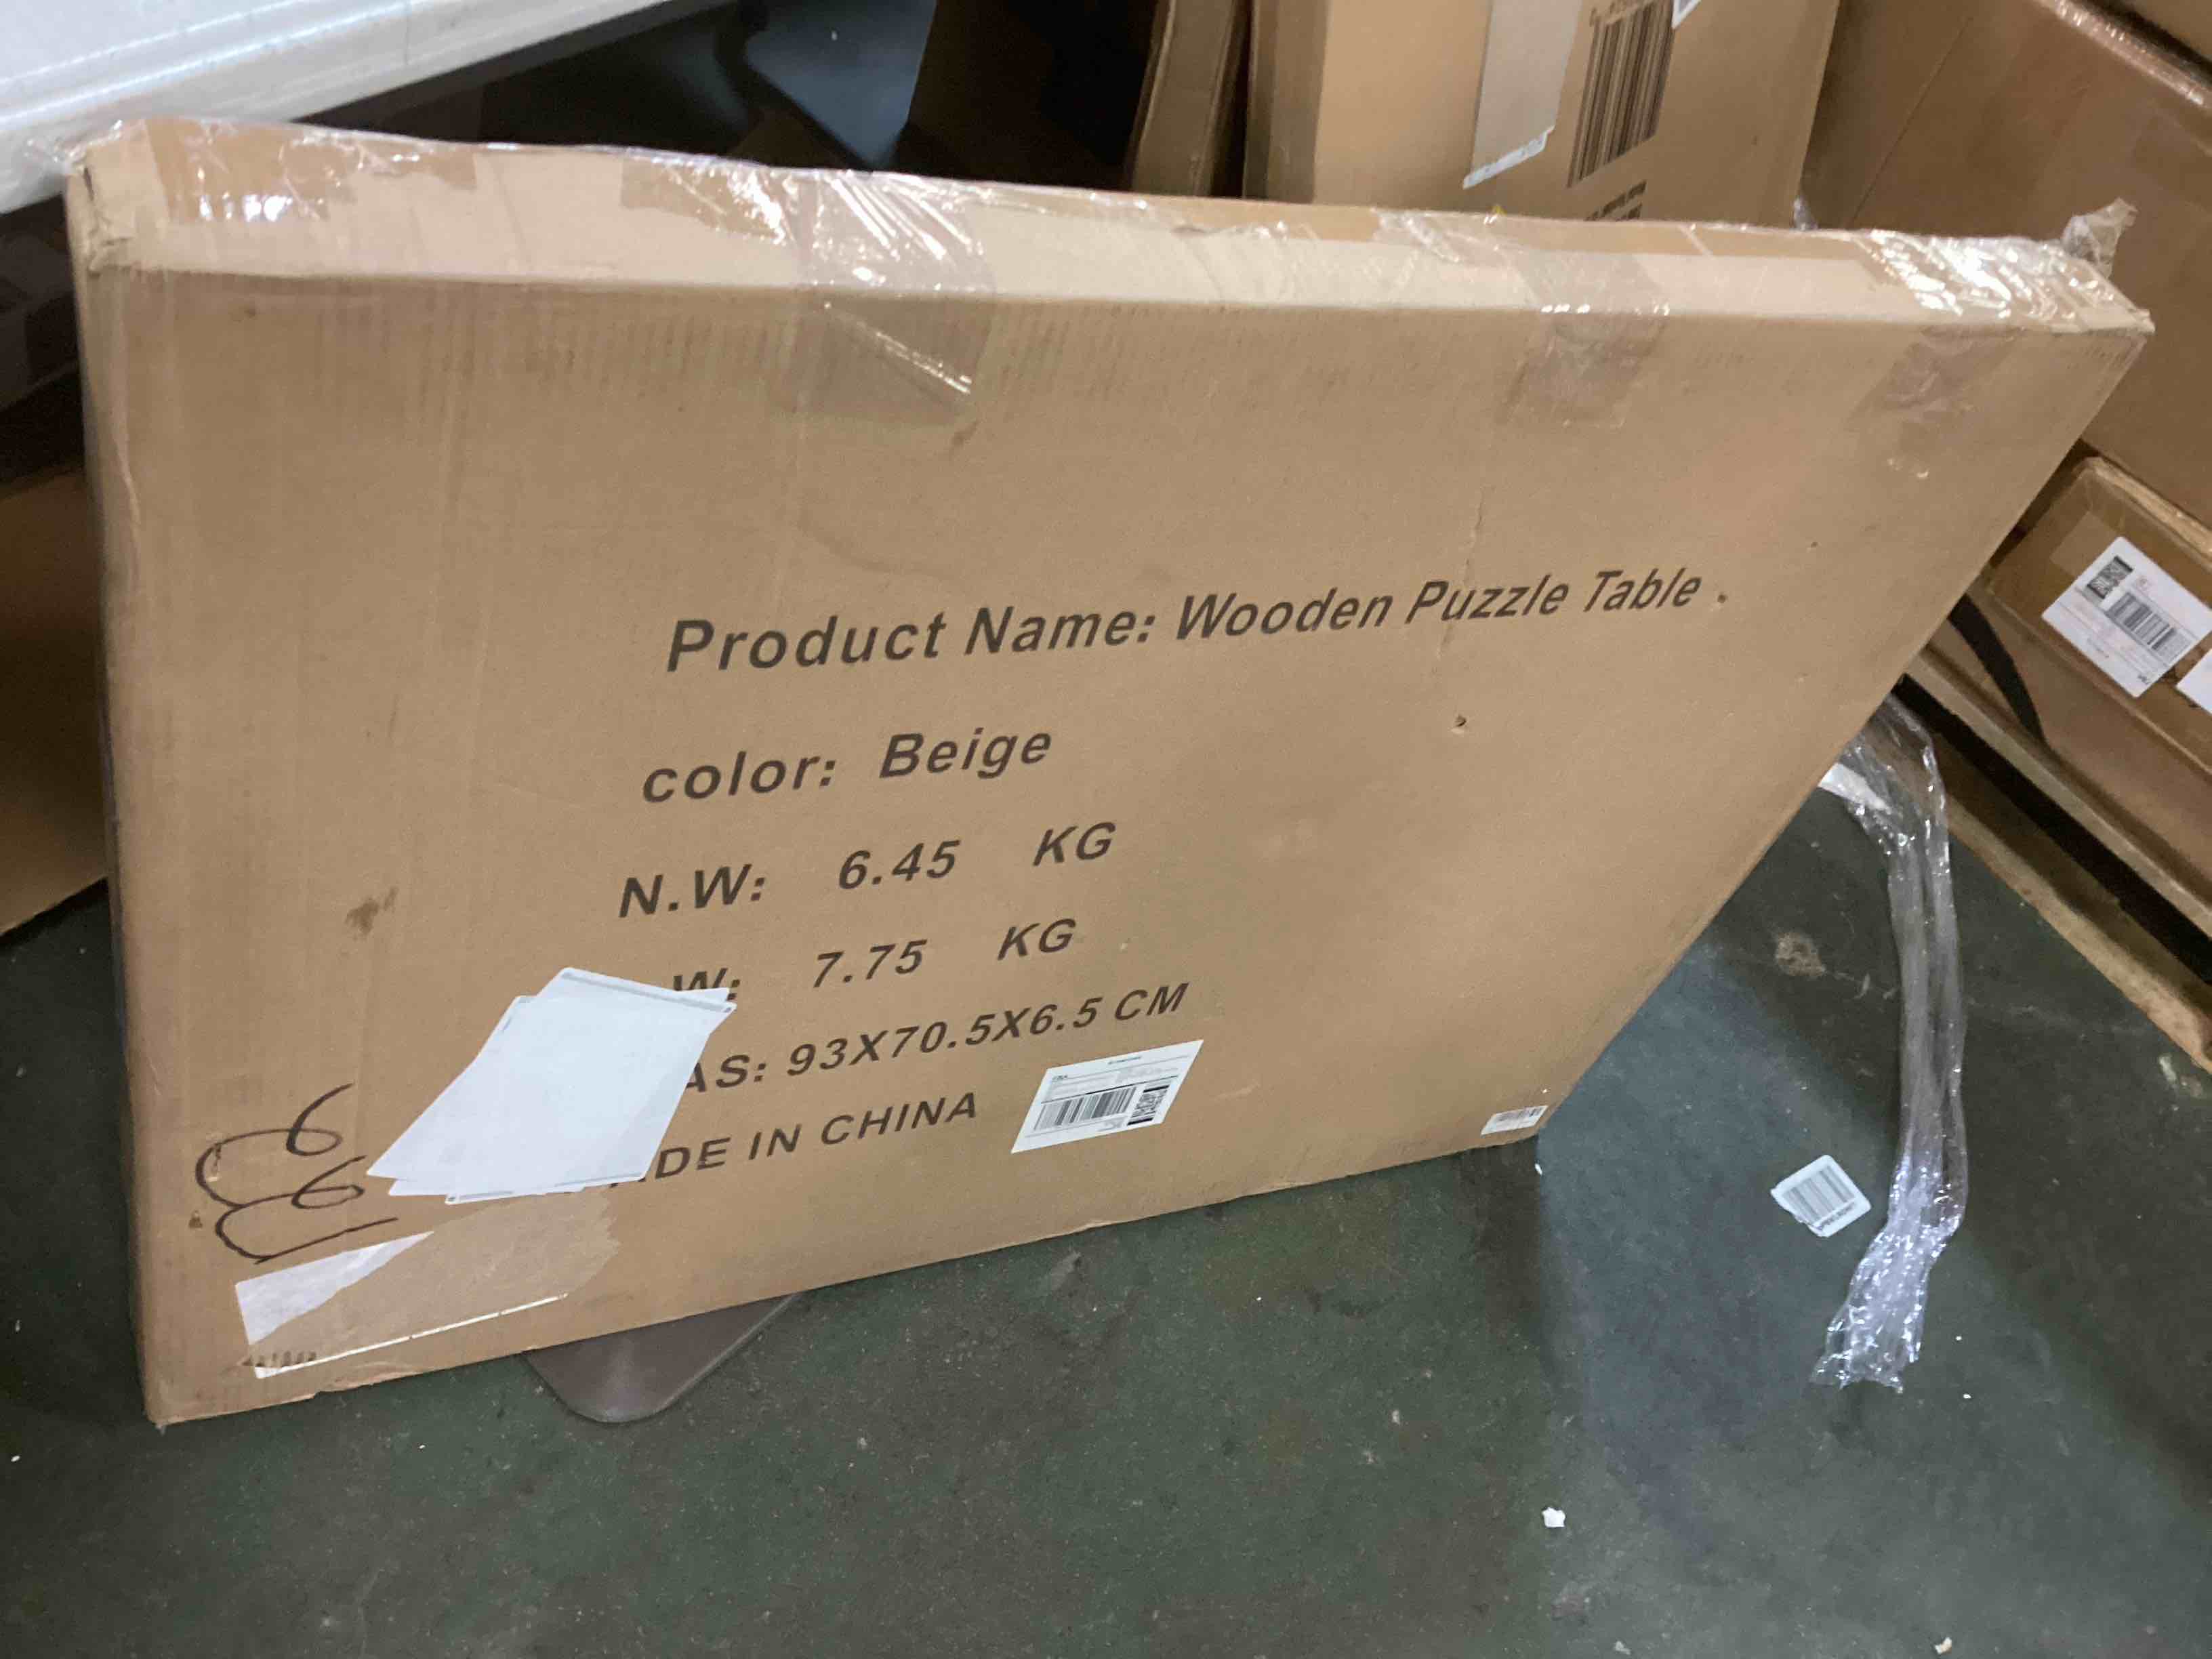 Product Name: Wooden Puzzle Table .
color: Beige
N.W: 6.45 KG
W: 7.75 KG
AS: 93X70.5X6.5 CM
ADE IN CHINA